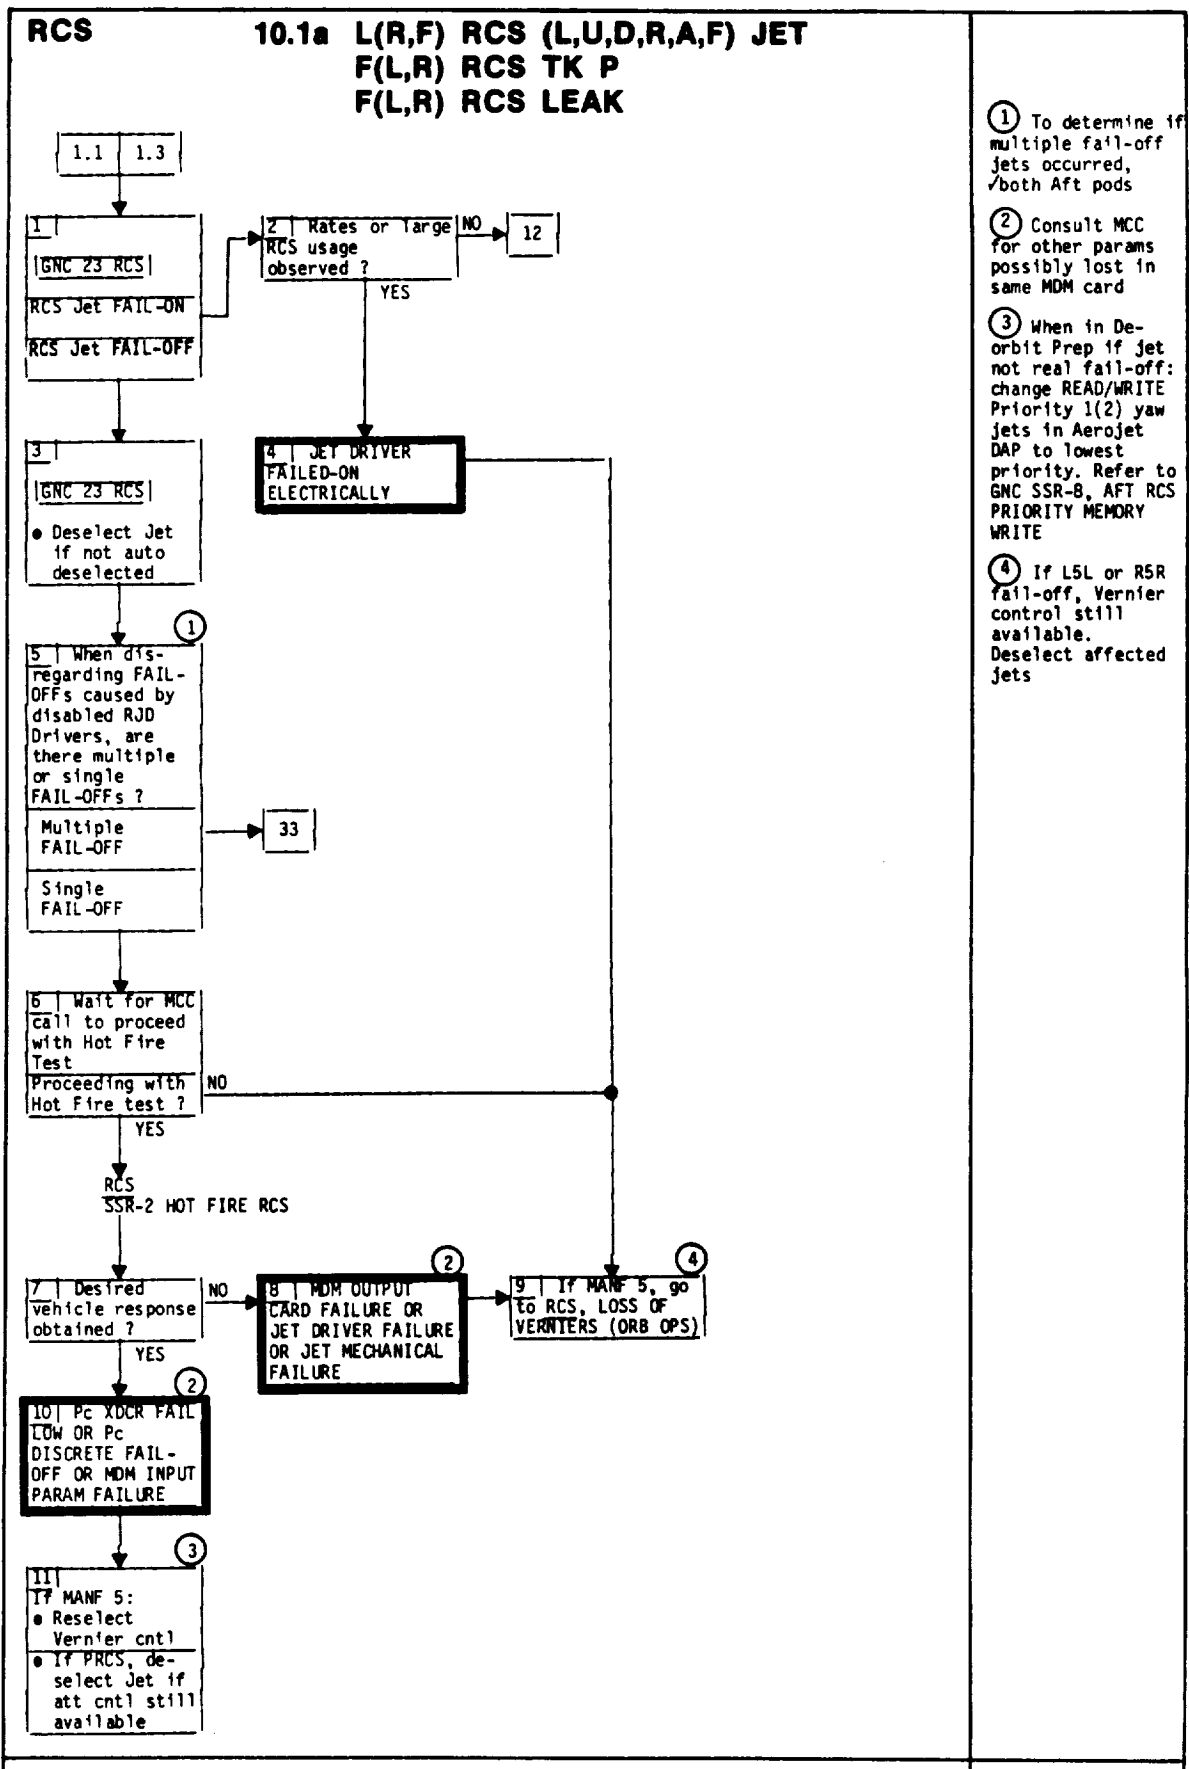 RCS
10.1a L(R,F) RCS (L,U,D,R,A,F) JET
F(L,R) RCS TK P
F(L,R) RCS LEAK
1.1 1.3
1
GNC 23 RCS
RCS Jet FAIL-ON
RCS Jet FAIL-OFF
2 Rates or large
RCS usage
observed ?
NO
12
YES
3
GNC 23 RCS
● Deselect Jet
if not auto
deselected
4 JET DRIVER
FAILED-ON
ELECTRICALLY
1
5 When dis-
regarding FAIL-
OFFs caused by
disabled RJD
Drivers, are
there multiple
or single
FAIL-OFFs ?
Multiple
FAIL-OFF
33
Single
FAIL-OFF
6 Wait for MCC
call to proceed
with Hot Fire
Test
Proceeding with
Hot Fire test ?
NO
YES
RCS
SSR-2 HOT FIRE RCS
7 Desired
vehicle response
obtained ?
NO
YES
2
8 MDM OUTPUT
CARD FAILURE OR
JET DRIVER FAILURE
OR JET MECHANICAL
FAILURE
4
9 If MANF 5, go
to RCS, LOSS OF
VERNIERS (ORB OPS)
2
10 Pc XDCR FAIL
LOW OR Pc
DISCRETE FAIL-
OFF OR MDM INPUT
PARAM FAILURE
3
11
If MANF 5:
● Reselect
Vernier cntl
● If PRCS, de-
select Jet if
att cntl still
available
1 To determine if
multiple fail-off
jets occurred,
✓both Aft pods
2 Consult MCC
for other params
possibly lost in
same MDM card
3 When in De-
orbit Prep if jet
not real fail-off:
change READ/WRITE
Priority 1(2) yaw
jets in Aerojet
DAP to lowest
priority. Refer to
GNC SSR-8, AFT RCS
PRIORITY MEMORY
WRITE
4 If L5L or R5R
fail-off, Vernier
control still
available.
Deselect affected
jets